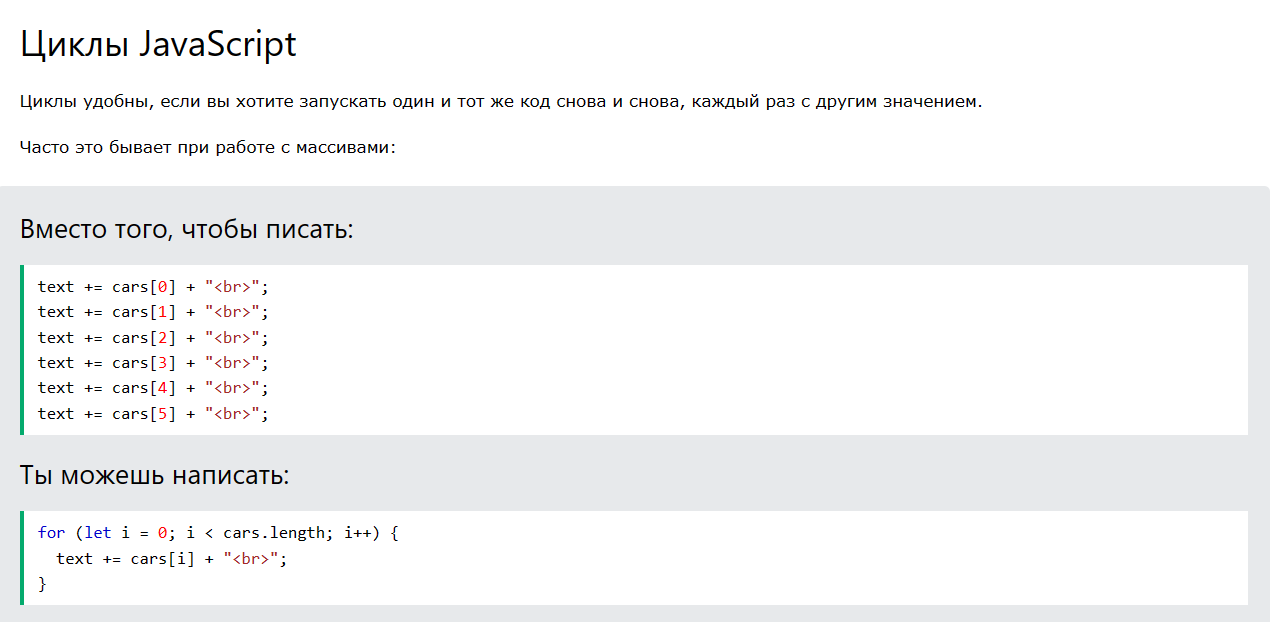 Циклы JavaScript
Циклы удобны, если вы хотите запускать один и тот же код снова и снова, каждый раз с другим значением.
Часто это бывает при работе с массивами:
Вместо того, чтобы писать:
text += cars[0] + "<br>";
text += cars[1] + "<br>";
text += cars[2] + "<br>";
text += cars[3] + "<br>";
text += cars[4] + "<br>";
text += cars[5] + "<br>";
Ты можешь написать:
for (let i = 0; i < cars.length; i++) {
  text += cars[i] + "<br>";
}